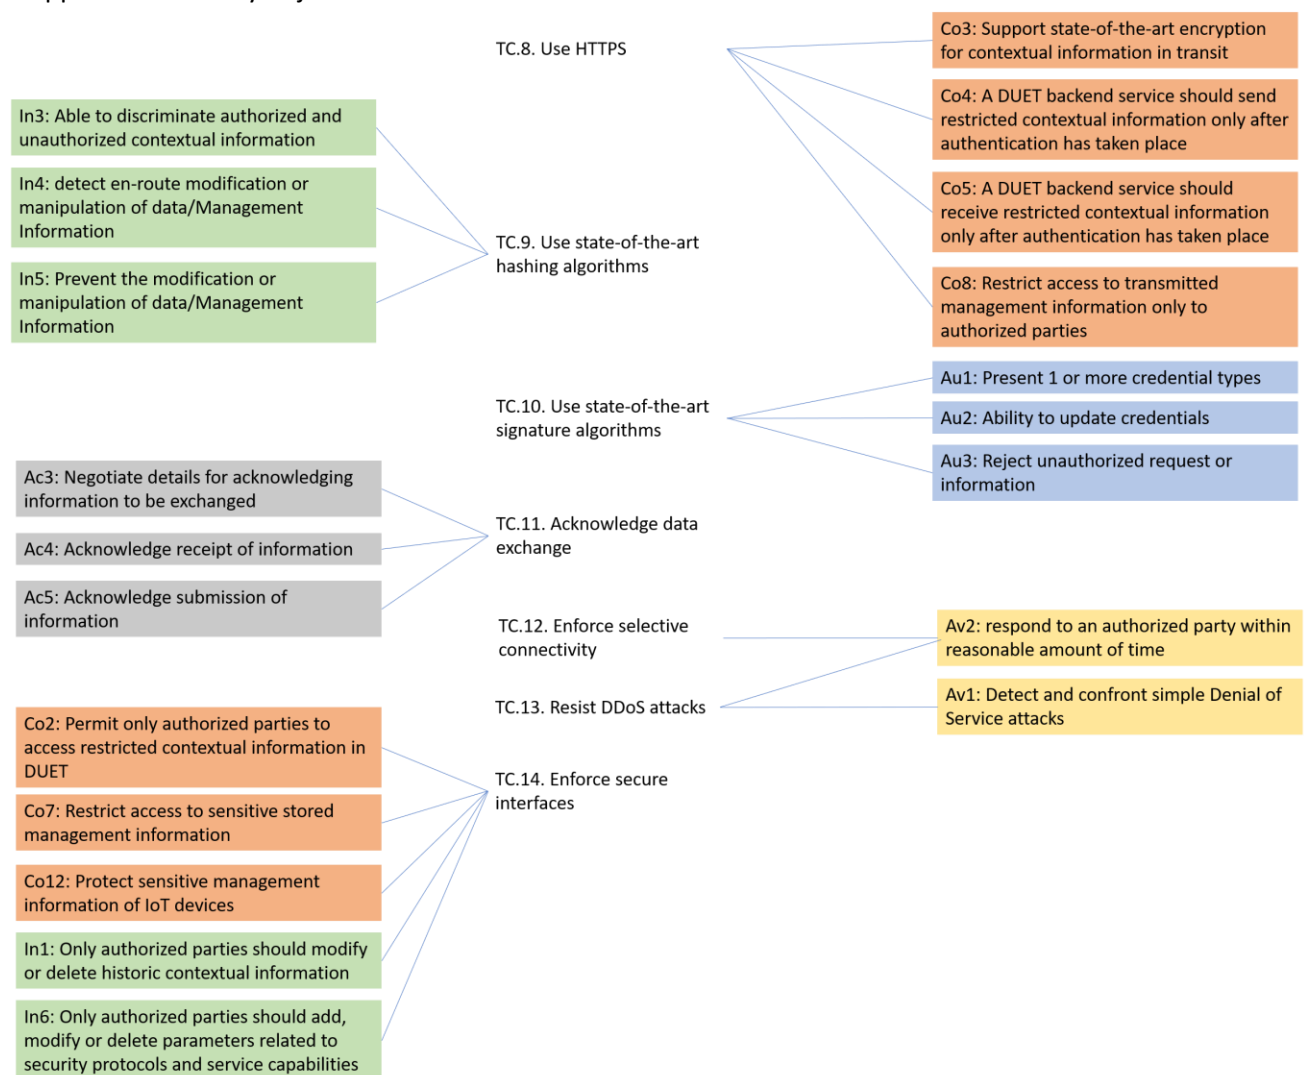 TC.8. Use HTTPS
Co3: Support state-of-the-art encryption
for contextual information in transit
Co4: A DUET backend service should send
restricted contextual information only after
authentication has taken place
Co5: A DUET backend service should
receive restricted contextual information
only after authentication has taken place
Co8: Restrict access to transmitted
management information only to
authorized parties
In3: Able to discriminate authorized and
unauthorized contextual information
In4: detect en-route modification or
manipulation of data/Management
Information
In5: Prevent the modification or
manipulation of data/Management
Information
TC.9. Use state-of-the-art
hashing algorithms
TC.10. Use state-of-the-art
signature algorithms
Au1: Present 1 or more credential types
Au2: Ability to update credentials
Au3: Reject unauthorized request or
information
Ac3: Negotiate details for acknowledging
information to be exchanged
Ac4: Acknowledge receipt of information
Ac5: Acknowledge submission of
information
TC.11. Acknowledge data
exchange
TC.12. Enforce selective
connectivity
TC.13. Resist DDoS attacks
Av2: respond to an authorized party within
reasonable amount of time
Av1: Detect and confront simple Denial of
Service attacks
Co2: Permit only authorized parties to
access restricted contextual information in
DUET
Co7: Restrict access to sensitive stored
management information
Co12: Protect sensitive management
information of IoT devices
In1: Only authorized parties should modify
or delete historic contextual information
In6: Only authorized parties should add,
modify or delete parameters related to
security protocols and service capabilities
TC.14. Enforce secure
interfaces